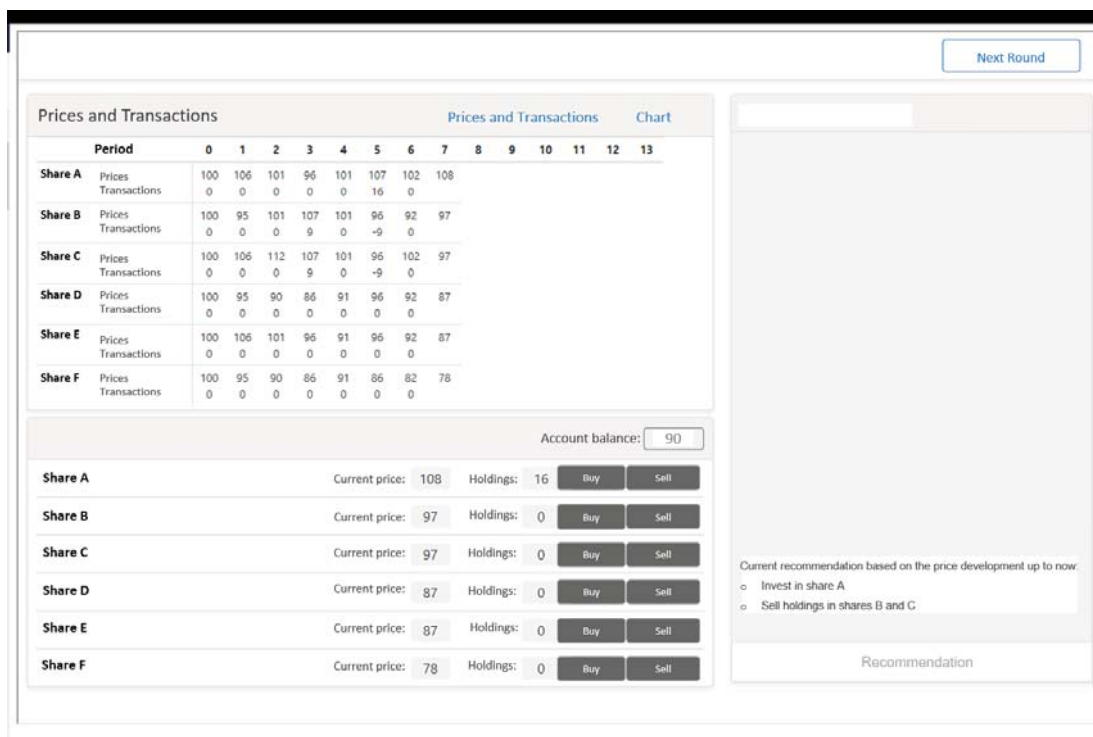 Next Round
Prices and Transactions Prices and Transactions Chart
Period 0 1 2 3 4 5 6 7 8 9 10 11 12 13
Share A Prices 100 106 101 96 101 107 102 108
Transactions 0 0 0 0 0 16 0
Share B Prices 100 95 101 107 101 96 92 97
Transactions 0 0 0 9 0 -9 0
Share C Prices 100 106 112 107 101 96 102 97
Transactions 0 0 0 9 0 -9 0
Share D Prices 100 95 90 86 91 96 92 87
Transactions 0 0 0 0 0 0 0
Share E Prices 100 106 101 96 91 96 92 87
Transactions 0 0 0 0 0 0 0
Share F Prices 100 95 90 86 91 86 82 78
Transactions 0 0 0 0 0 0 0
Account balance: 90
Share A Current price: 108 Holdings: 16 Buy Sell
Share B Current price: 97 Holdings: 0 Buy Sell
Share C Current price: 97 Holdings: 0 Buy Sell
Share D Current price: 87 Holdings: 0 Buy Sell
Share E Current price: 87 Holdings: 0 Buy Sell
Share F Current price: 78 Holdings: 0 Buy Sell
Current recommendation based on the price development up to now:
o Invest in share A
o Sell holdings in shares B and C
Recommendation